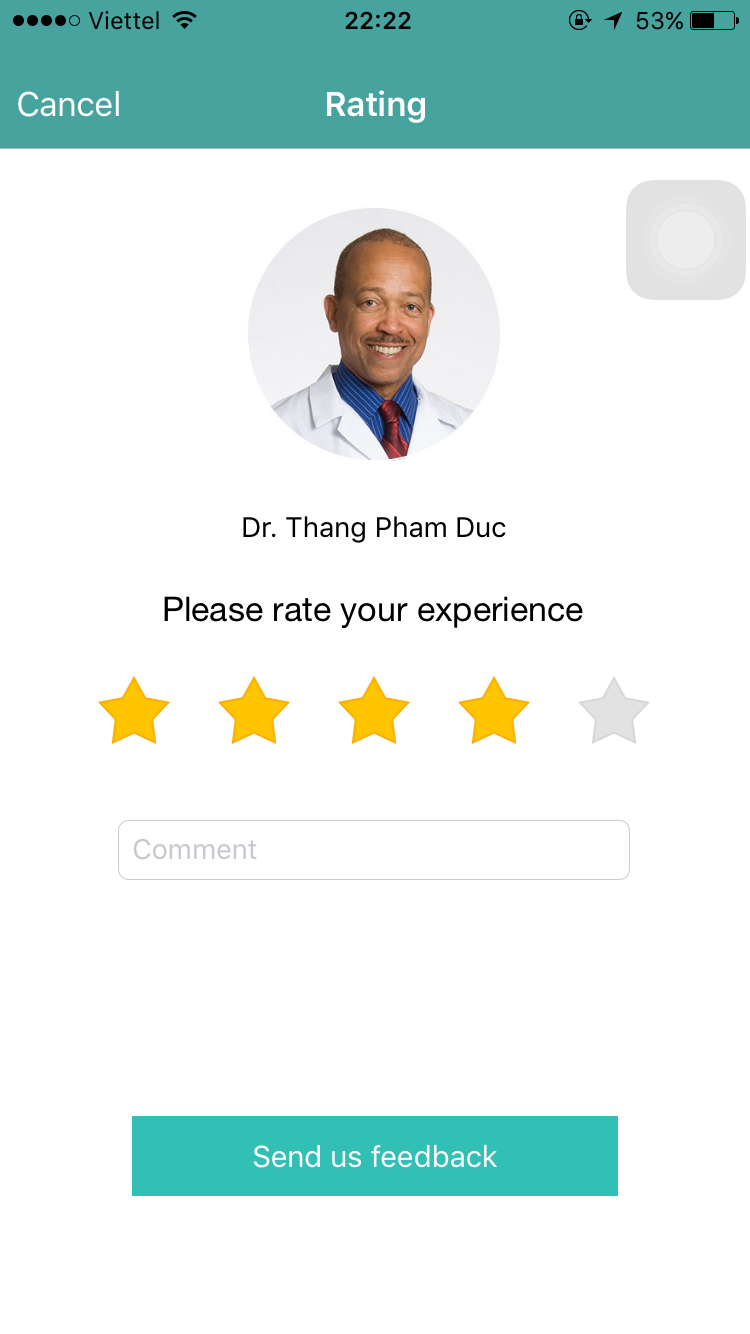 Viettel 22:22 53%
Cancel Rating
Dr. Thang Pham Duc
Please rate your experience
Comment
Send us feedback